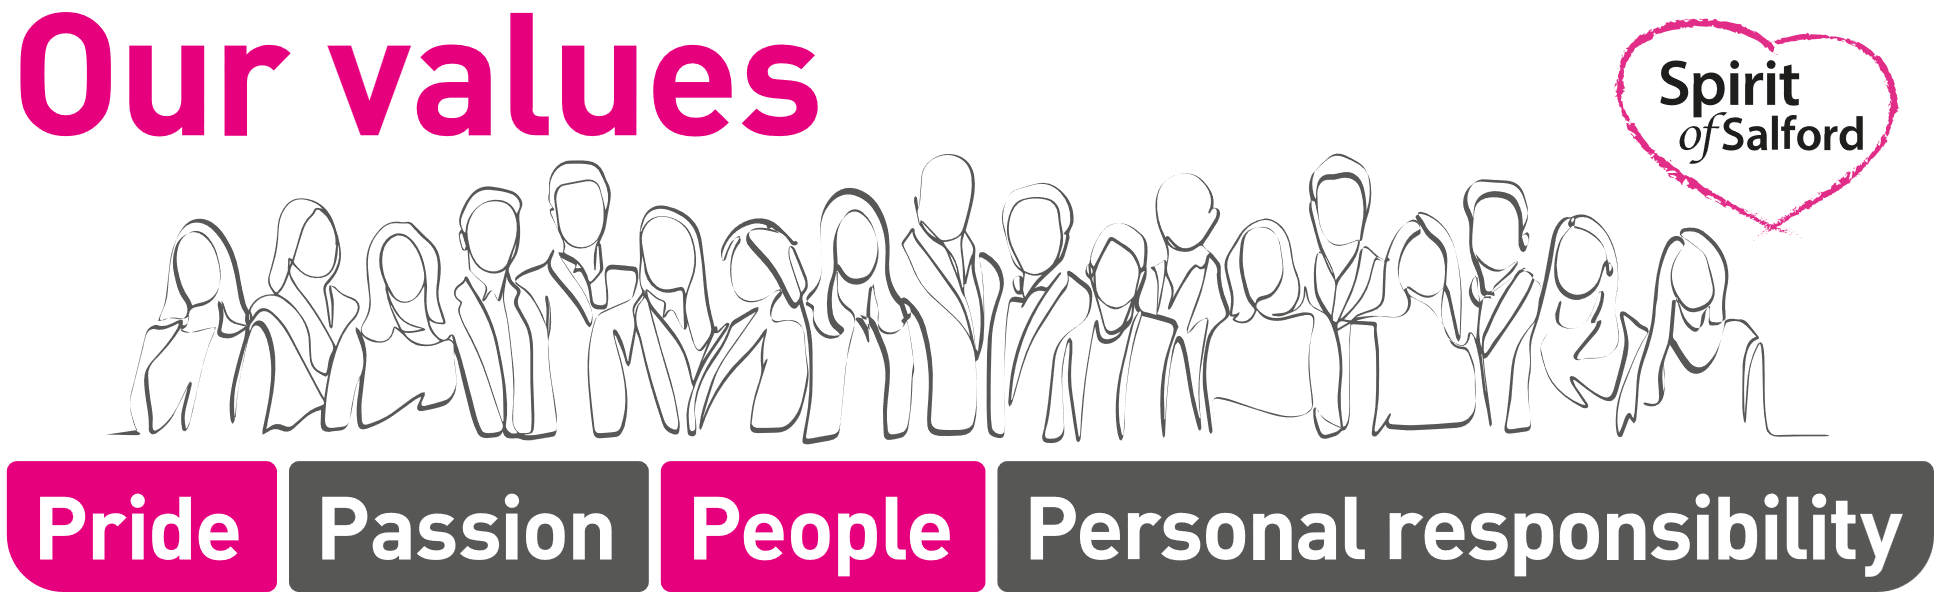 Our values
Spirit
of Salford
Pride
Passion
People
Personal responsibility